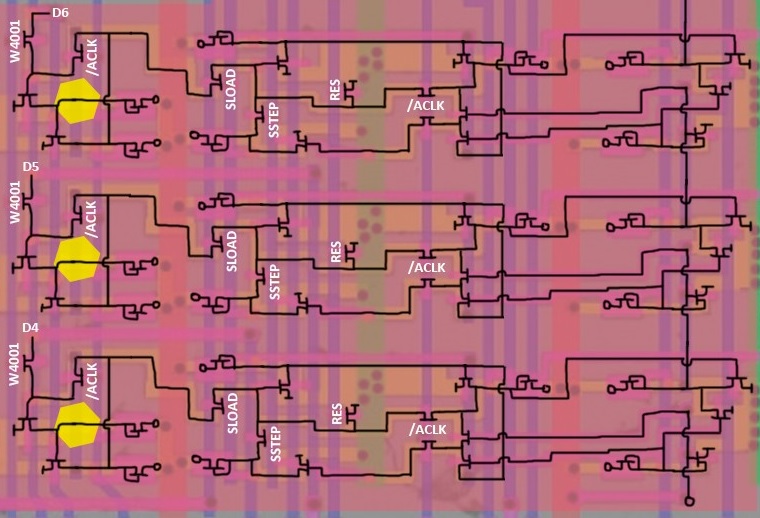 D6
W4001
/ACLK
SLOAD
SSTEP
RES
/ACLK
D5
W4001
/ACLK
SLOAD
SSTEP
RES
/ACLK
D4
W4001
/ACLK
SLOAD
SSTEP
RES
/ACLK